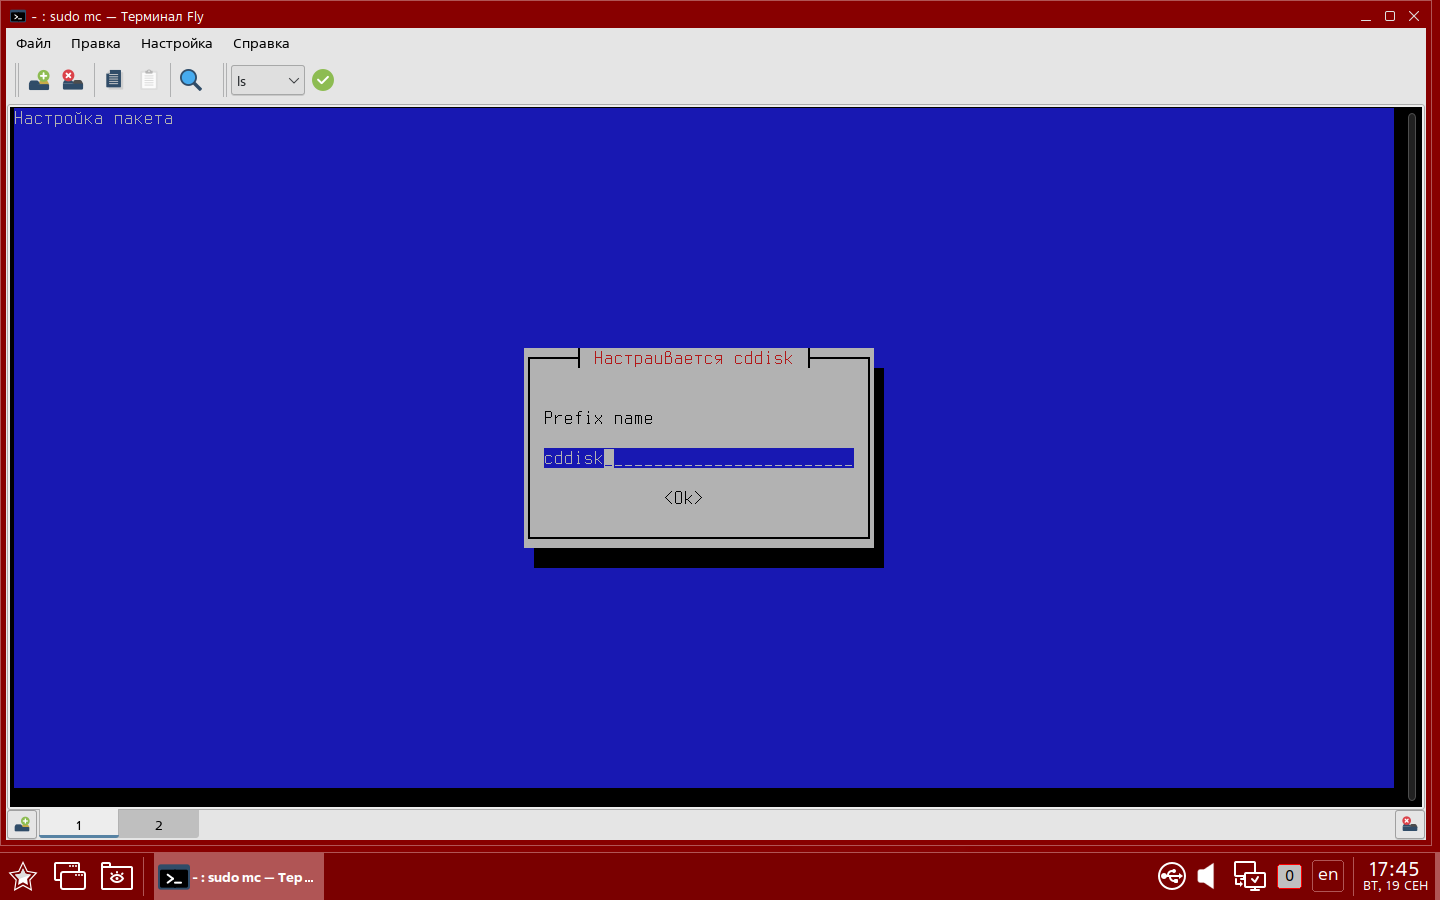 - : sudo mc — Терминал Fly
Файл Правка Настройка Справка
ls
Настройка пакета
Настраивается cddisk
Prefix name
cddisk_________________________
<Ok>
1 2
- : sudo mc — Тер...
0 en 17:45
ВТ, 19 СЕН